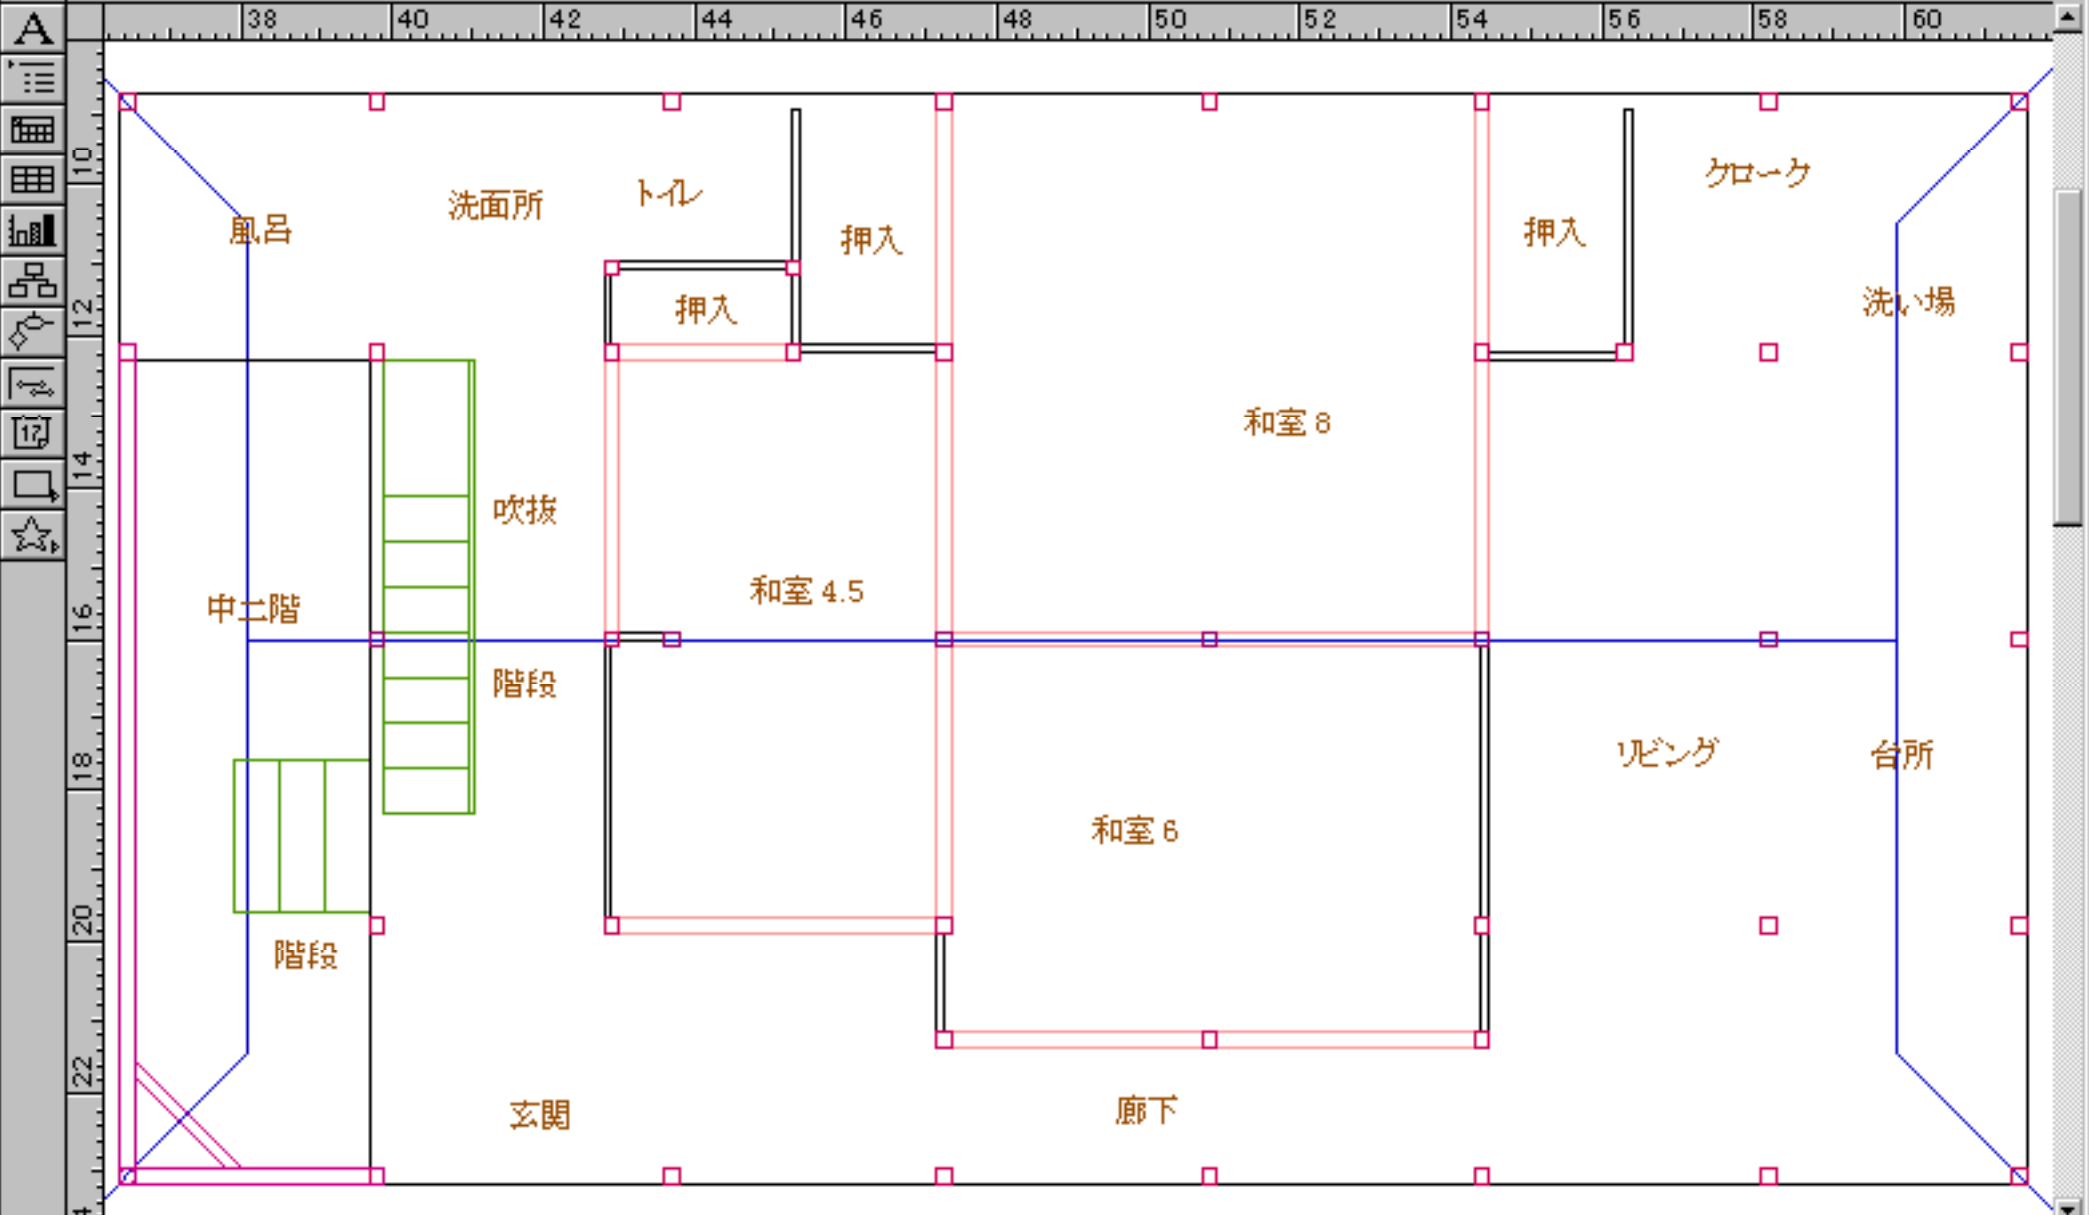 38 40 42 44 46 48 50 52 54 56 58 60
A
17
10
12
14
16
18
20
22
クローク
トイレ
洗面所
風呂
押入
押入
押入
洗い場
和室 8
吹抜
和室 4.5
中二階
階段
リビング
台所
和室 6
階段
玄関
廊下